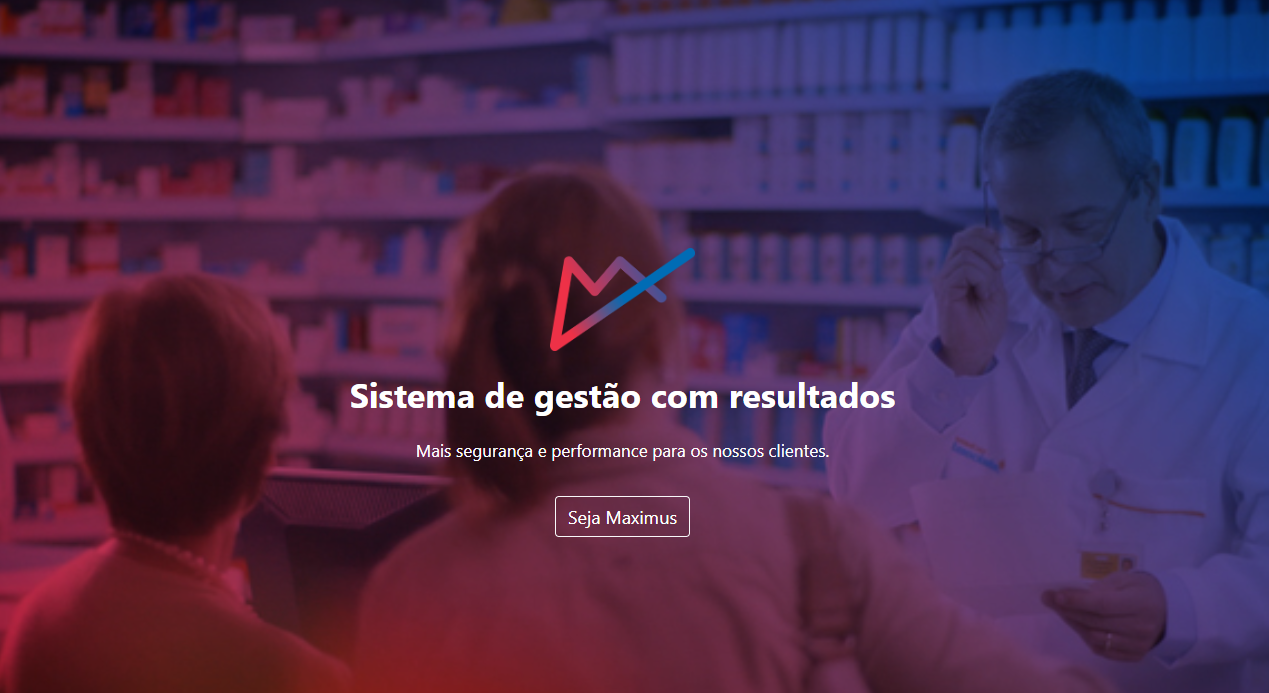 Sistema de gestão com resultados
Mais segurança e performance para os nossos clientes.
Seja Maximus